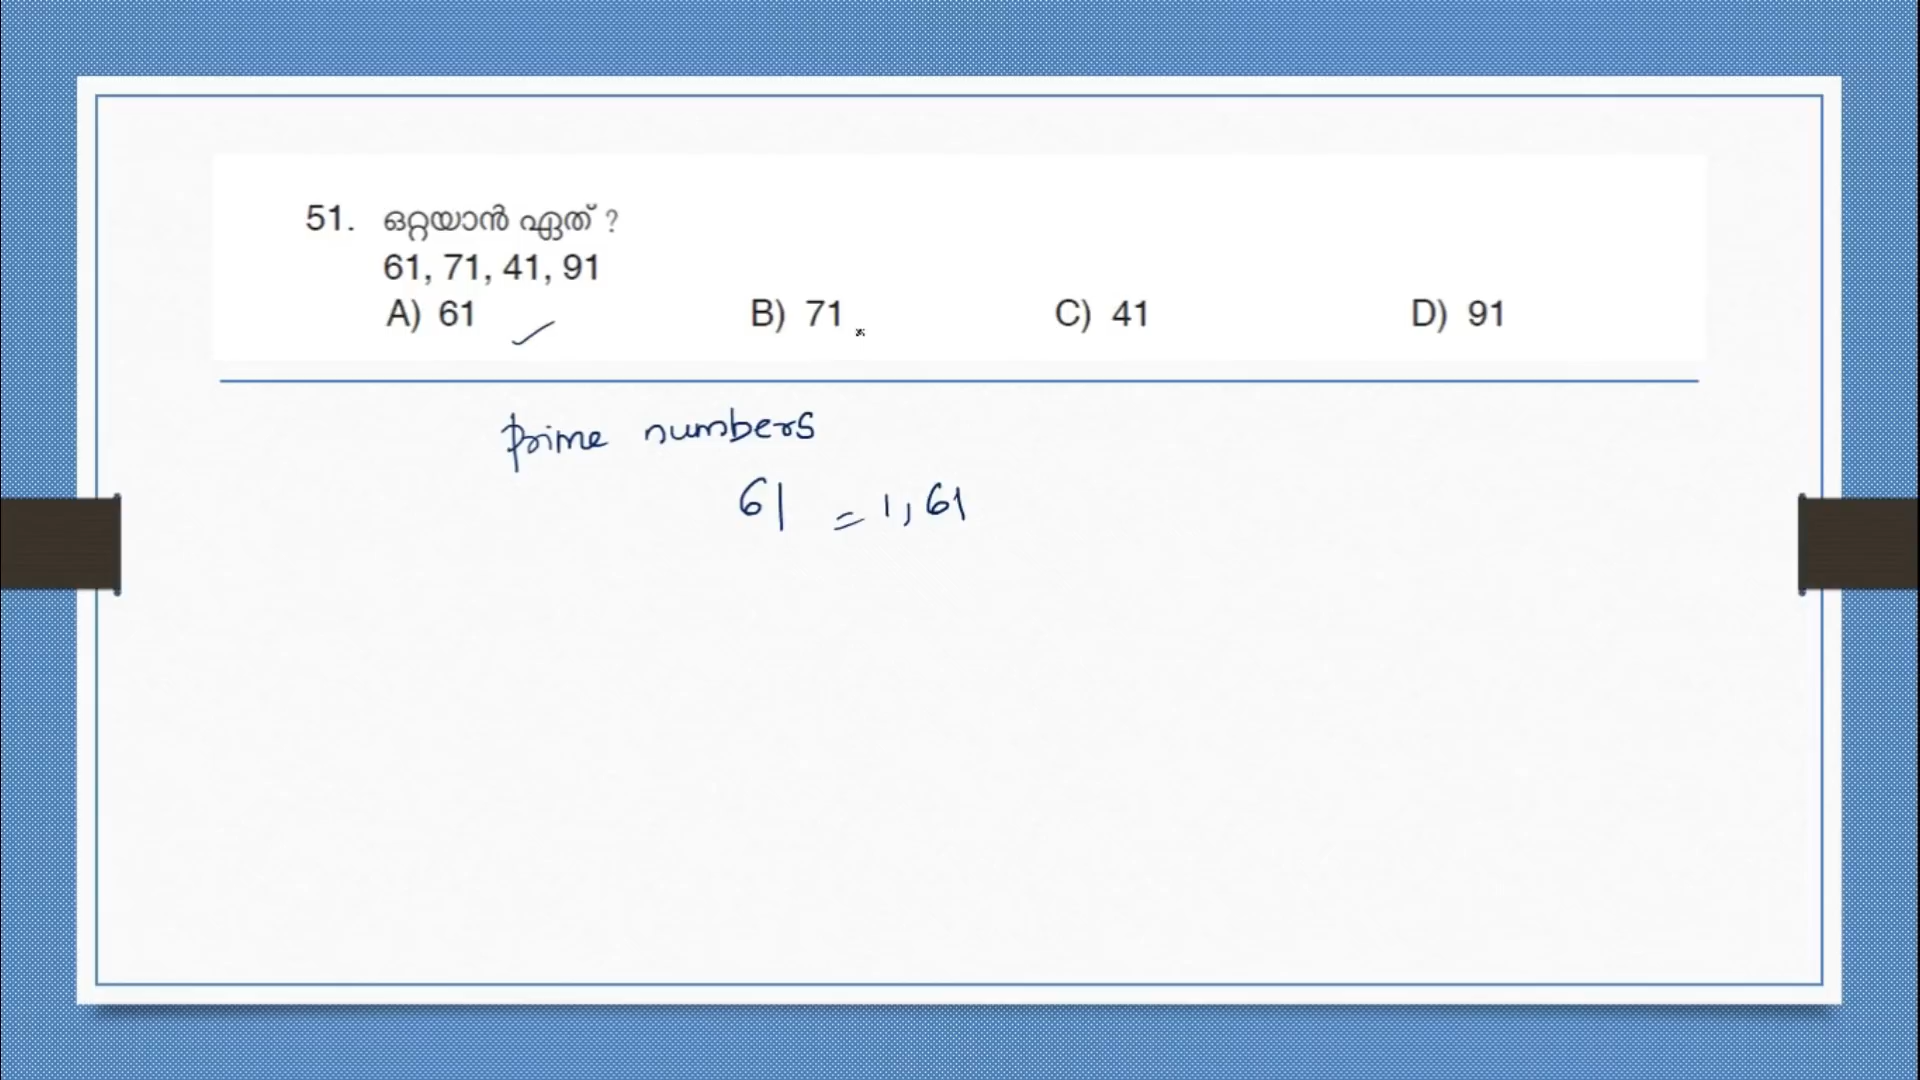 51. ഒറ്റയാൻ ഏത് ?
61, 71, 41, 91
A) 61 B) 71 C) 41 D) 91
Prime numbers
61 = 1, 61